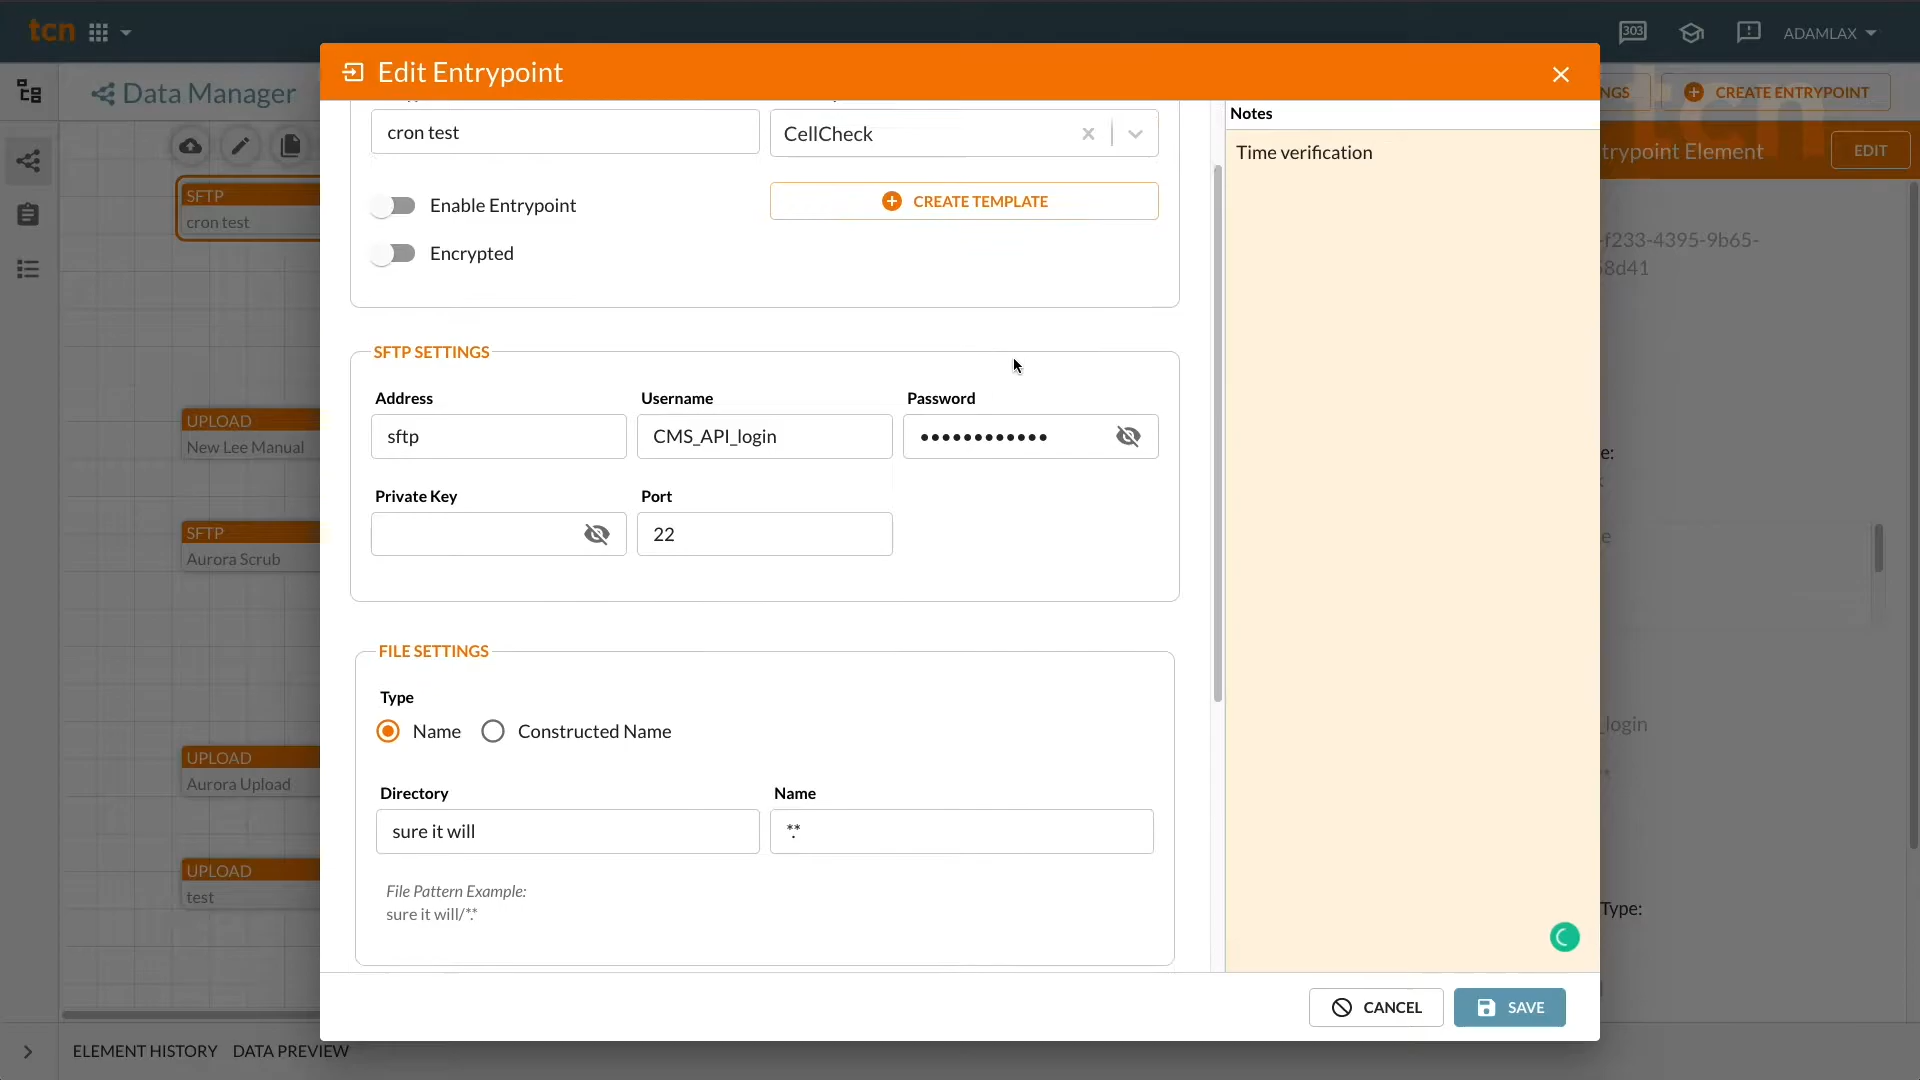 tcn
303
ADAMLAX
Edit Entrypoint
Data Manager
NGS
CREATE ENTRYPOINT
cron test
CellCheck
Notes
Time verification
trypoint Element
EDIT
SFTP
cron test
Enable Entrypoint
CREATE TEMPLATE
Encrypted
-f233-4395-9b65-
8d41
SFTP SETTINGS
Address
Username
Password
sftp
CMS_API_login
••••••••••••
UPLOAD
New Lee Manual
e:
Private Key
Port
22
SFTP
Aurora Scrub
e
FILE SETTINGS
Type
Name
Constructed Name
_login
UPLOAD
Aurora Upload
Directory
Name
sure it will
*.*
UPLOAD
test
File Pattern Example:
sure it will/*.*
Type:
CANCEL
SAVE
ELEMENT HISTORY
DATA PREVIEW